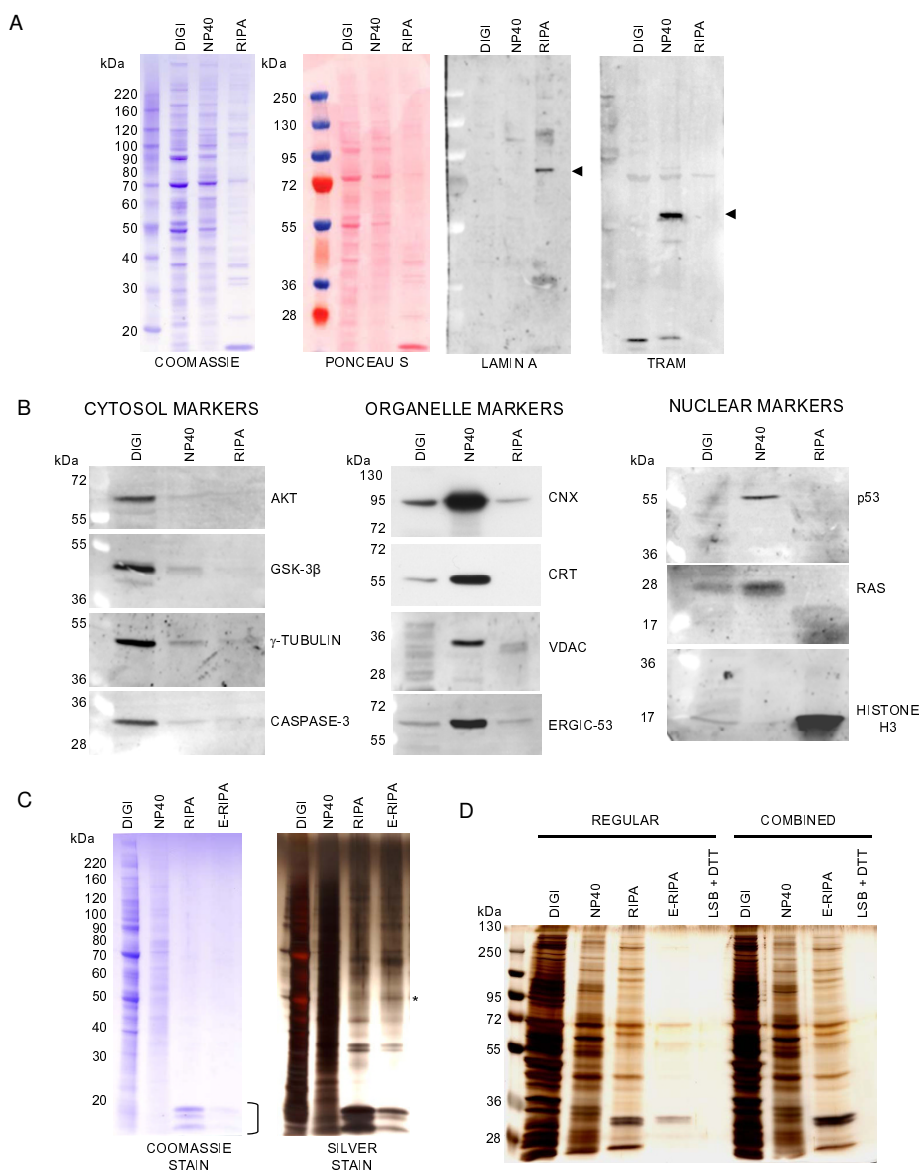 A
DIGI NP40 RIPA
DIGI NP40 RIPA
DIGI NP40 RIPA
DIGI NP40 RIPA
kDa
220
160
120
100
90
80
70
60
50
40
30
20
kDa
250
130
95
72
55
36
28
COOMASSIE
PONCEAU S
LAMIN A
TRAM
B
CYTOSOL MARKERS
DIGI NP40 RIPA
kDa
72
55
AKT
55
36
GSK-3β
55
36
γ-TUBULIN
36
28
CASPASE-3
ORGANELLE MARKERS
DIGI NP40 RIPA
kDa
130
95
72
CNX
72
55
CRT
36
28
VDAC
72
55
ERGIC-53
NUCLEAR MARKERS
DIGI NP40 RIPA
kDa
55
36
p53
28
17
RAS
36
17
HISTONE
H3
C
DIGI NP40 RIPA E-RIPA
DIGI NP40 RIPA E-RIPA
kDa
220
160
120
100
90
80
70
60
50
40
30
20
*
COOMASSIE
STAIN
SILVER
STAIN
D
REGULAR
COMBINED
DIGI NP40 RIPA E-RIPA LSB + DTT
DIGI NP40 E-RIPA LSB + DTT
kDa
130
250
95
72
55
36
28